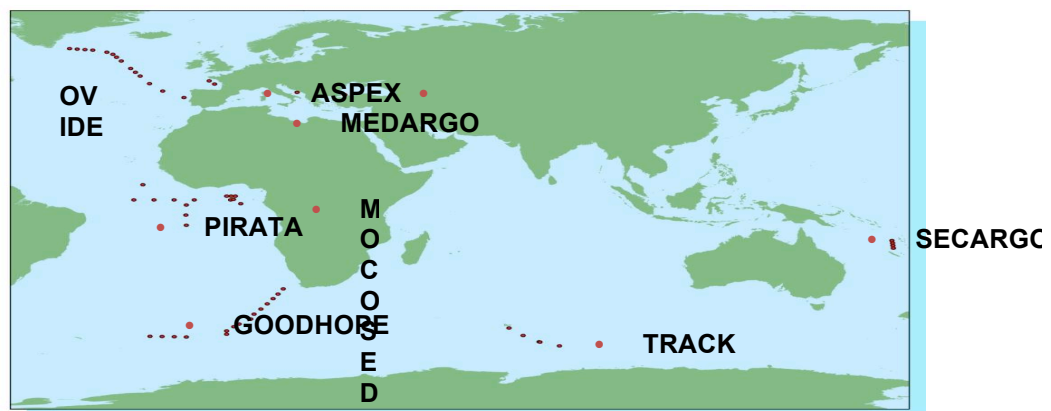 OV
IDE
ASPEX
MEDARGO
M
O
C
O
S
E
D
PIRATA
SECARGO
GOODHOPE
TRACK